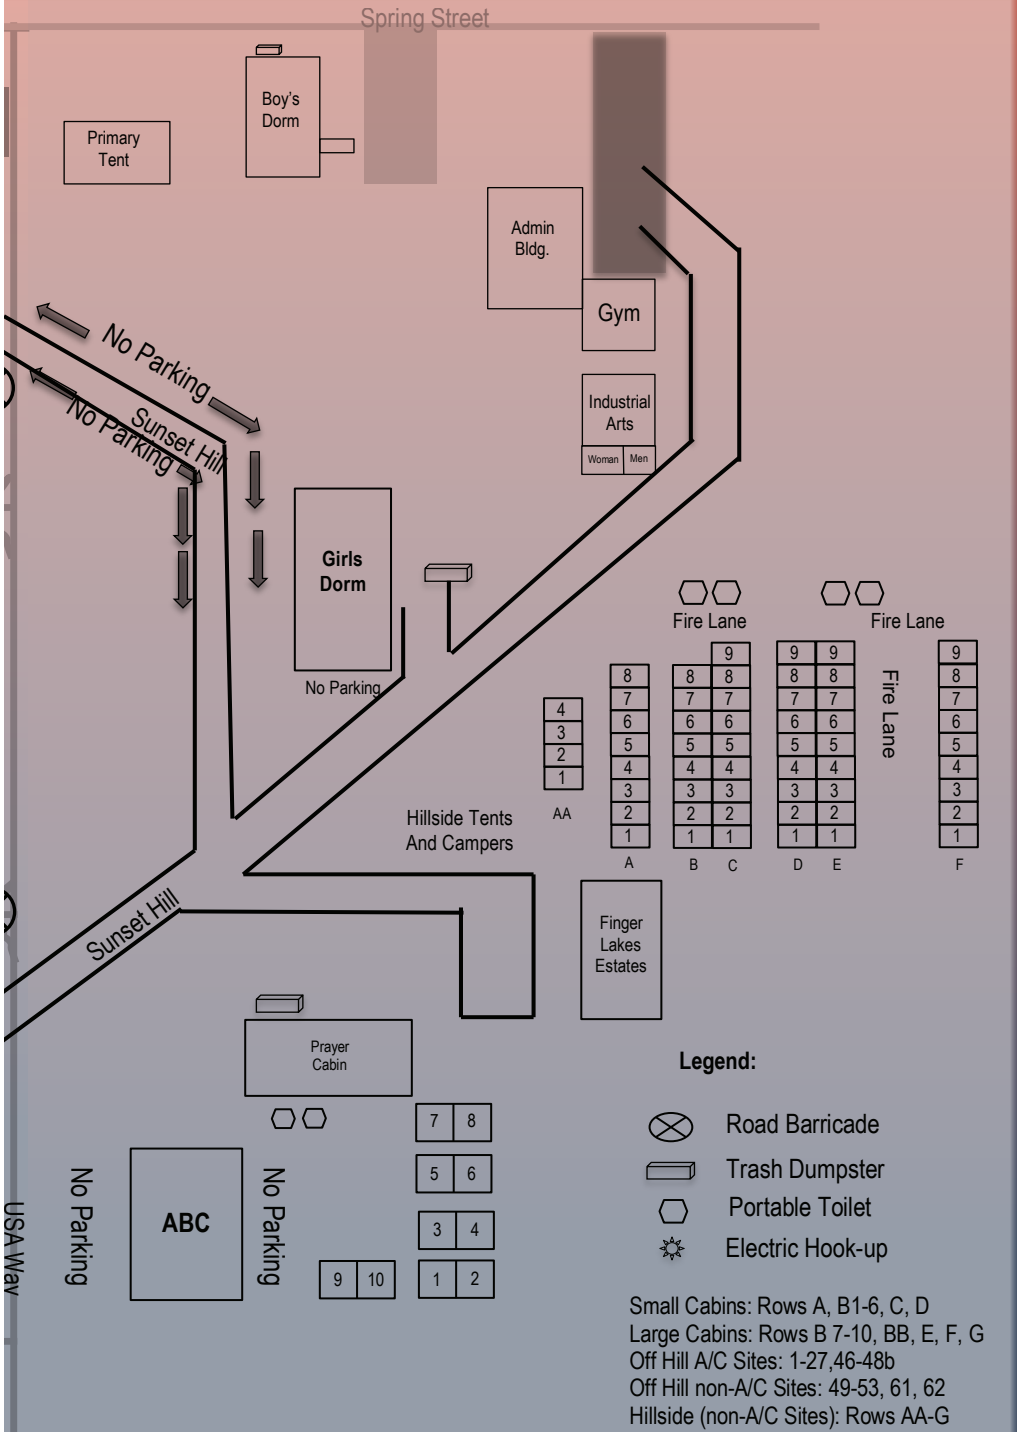 Spring Street
Boy's
Dorm
Primary
Tent
Admin
Bldg.
Gym
No Parking
No Parking
Sunset Hill
Industrial
Arts
Woman
Men
Girls
Dorm
No Parking
Fire Lane
Fire Lane
Fire Lane
4
3
2
1
AA
8
7
6
5
4
3
2
1
A
8
7
6
5
4
3
2
1
B
9
8
7
6
5
4
3
2
1
C
9
8
7
6
5
4
3
2
1
D
9
8
7
6
5
4
3
2
1
E
9
8
7
6
5
4
3
2
1
F
Hillside Tents
And Campers
Sunset Hill
Finger
Lakes
Estates
Prayer
Cabin
7 8
5 6
3 4
1 2
9 10
No Parking
ABC
No Parking
USA Way
Legend:
Road Barricade
Trash Dumpster
Portable Toilet
Electric Hook-up
Small Cabins: Rows A, B1-6, C, D
Large Cabins: Rows B 7-10, BB, E, F, G
Off Hill A/C Sites: 1-27,46-48b
Off Hill non-A/C Sites: 49-53, 61, 62
Hillside (non-A/C Sites): Rows AA-G